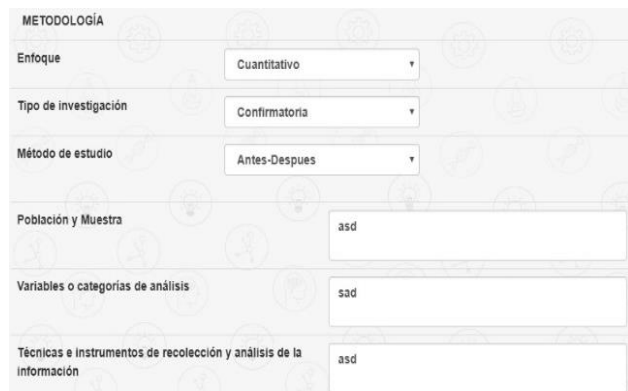 METODOLOGÍA
Enfoque
Cuantitativo
Tipo de investigación
Confirmatoria
Método de estudio
Antes-Despues
Población y Muestra
asd
Variables o categorías de análisis
sad
Técnicas e instrumentos de recolección y análisis de la
información
asd